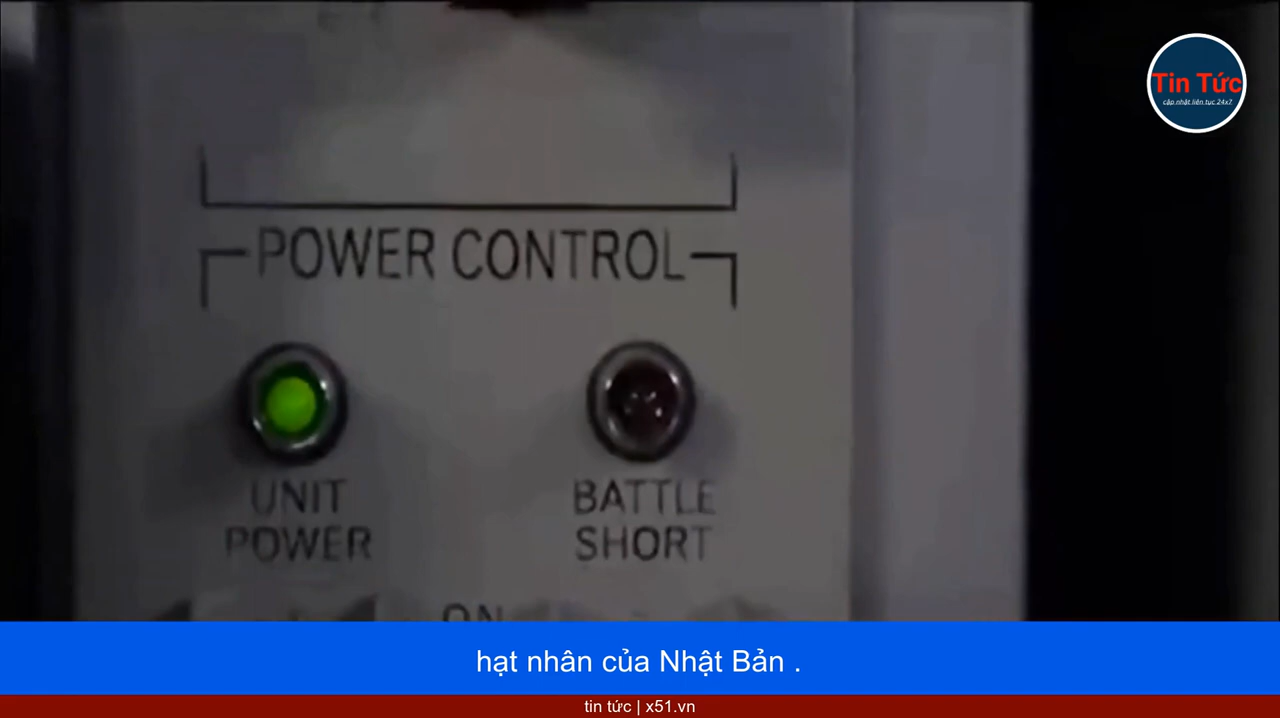 Tin Tức
cập nhật liên tục 24x7
POWER CONTROL
UNIT
POWER
BATTLE
SHORT
ON
hạt nhân của Nhật Bản .
tin tức | x51.vn